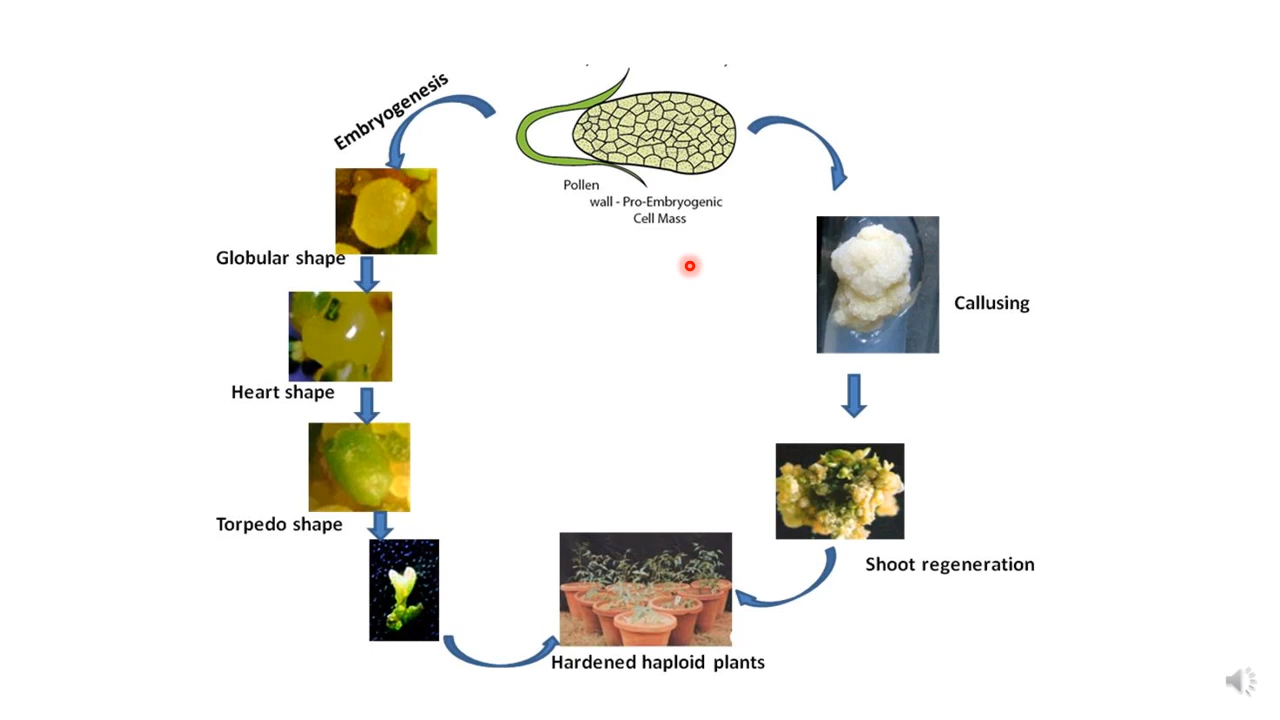 Embryogenesis
Pollen
wall - Pro-Embryogenic
Cell Mass
Globular shape
Callusing
Heart shape
Torpedo shape
Shoot regeneration
Hardened haploid plants